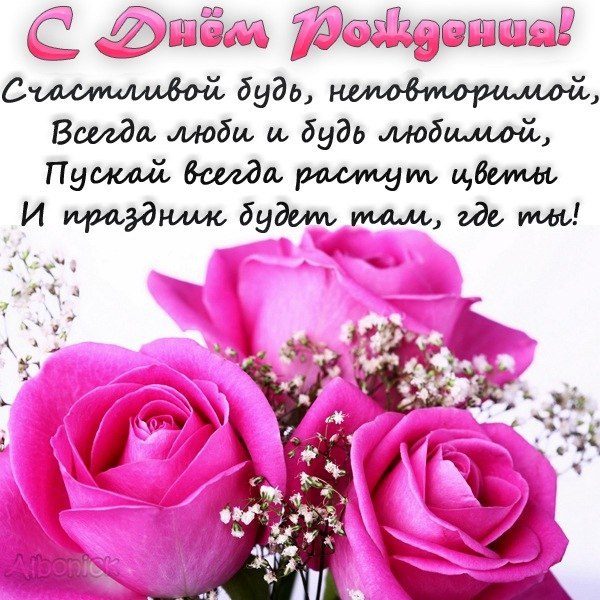 С Днём Рождения!
Счастливой будь, неповторимой,
Всегда люби и будь любимой,
Пускай всегда растут цветы
И праздник будет там, где ты!
Albonick